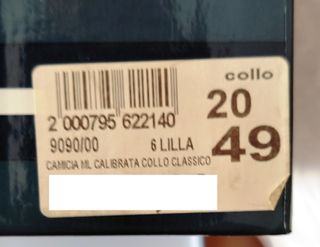 collo
20
2 000795 622140
49
9090/00 6 LILLA
CAMICIA ML CALIBRATA COLLO CLASSICO